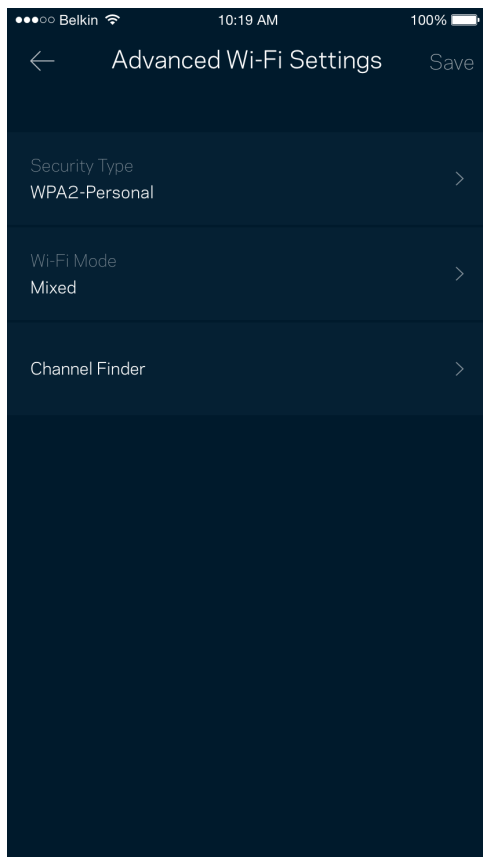 Belkin 10:19 AM 100%
Advanced Wi-Fi Settings Save
Security Type
WPA2-Personal
Wi-Fi Mode
Mixed
Channel Finder